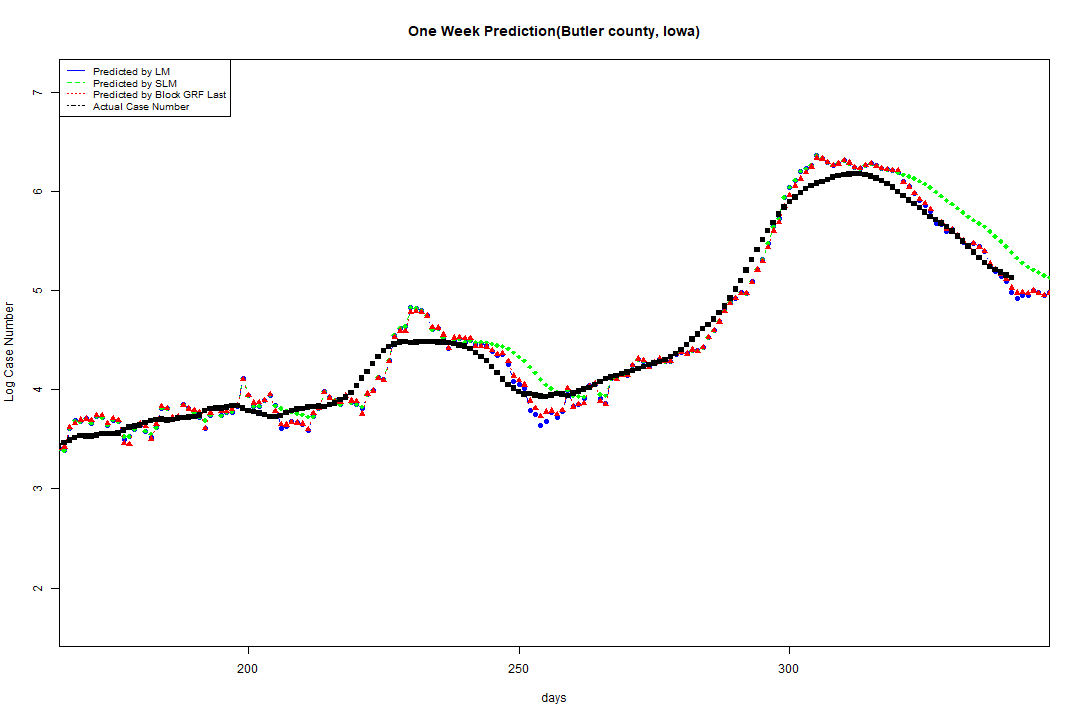 One Week Prediction(Butler county, Iowa)
Predicted by LM
Predicted by SLM
Predicted by Block GRF Last
Actual Case Number
7
6
5
4
3
2
Log Case Number
200 250 300
days